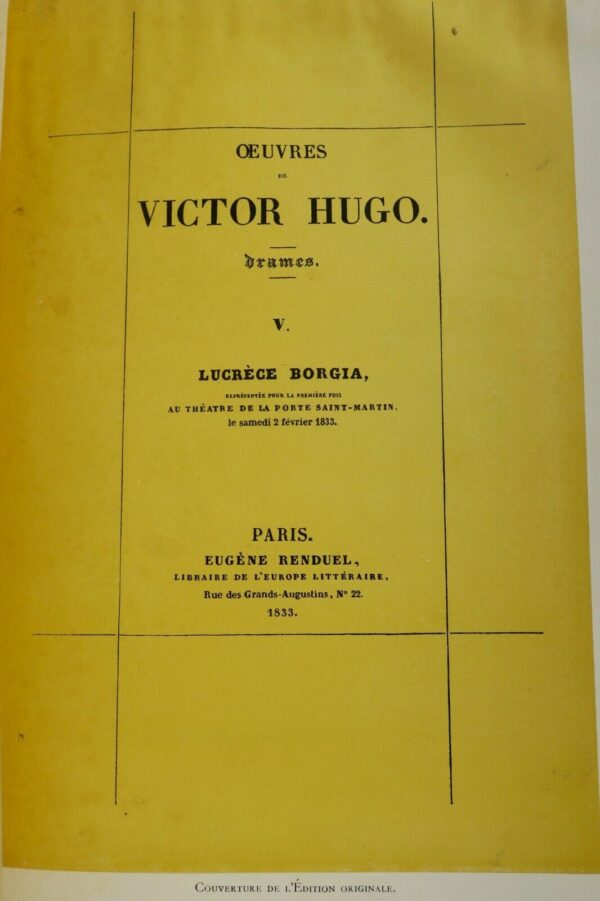 ŒUVRES
DE
VICTOR HUGO.
drames.
V.
LUCRÈCE BORGIA,
REPRÉSENTÉE POUR LA PREMIÈRE FOIS
AU THÉATRE DE LA PORTE SAINT-MARTIN.
le samedi 2 février 1833.
PARIS.
EUGÈNE RENDUEL,
LIBRAIRE DE L'EUROPE LITTÉRAIRE,
Rue des Grands-Augustins, Nº 22.
1833.
Couverture de l'Édition originale.